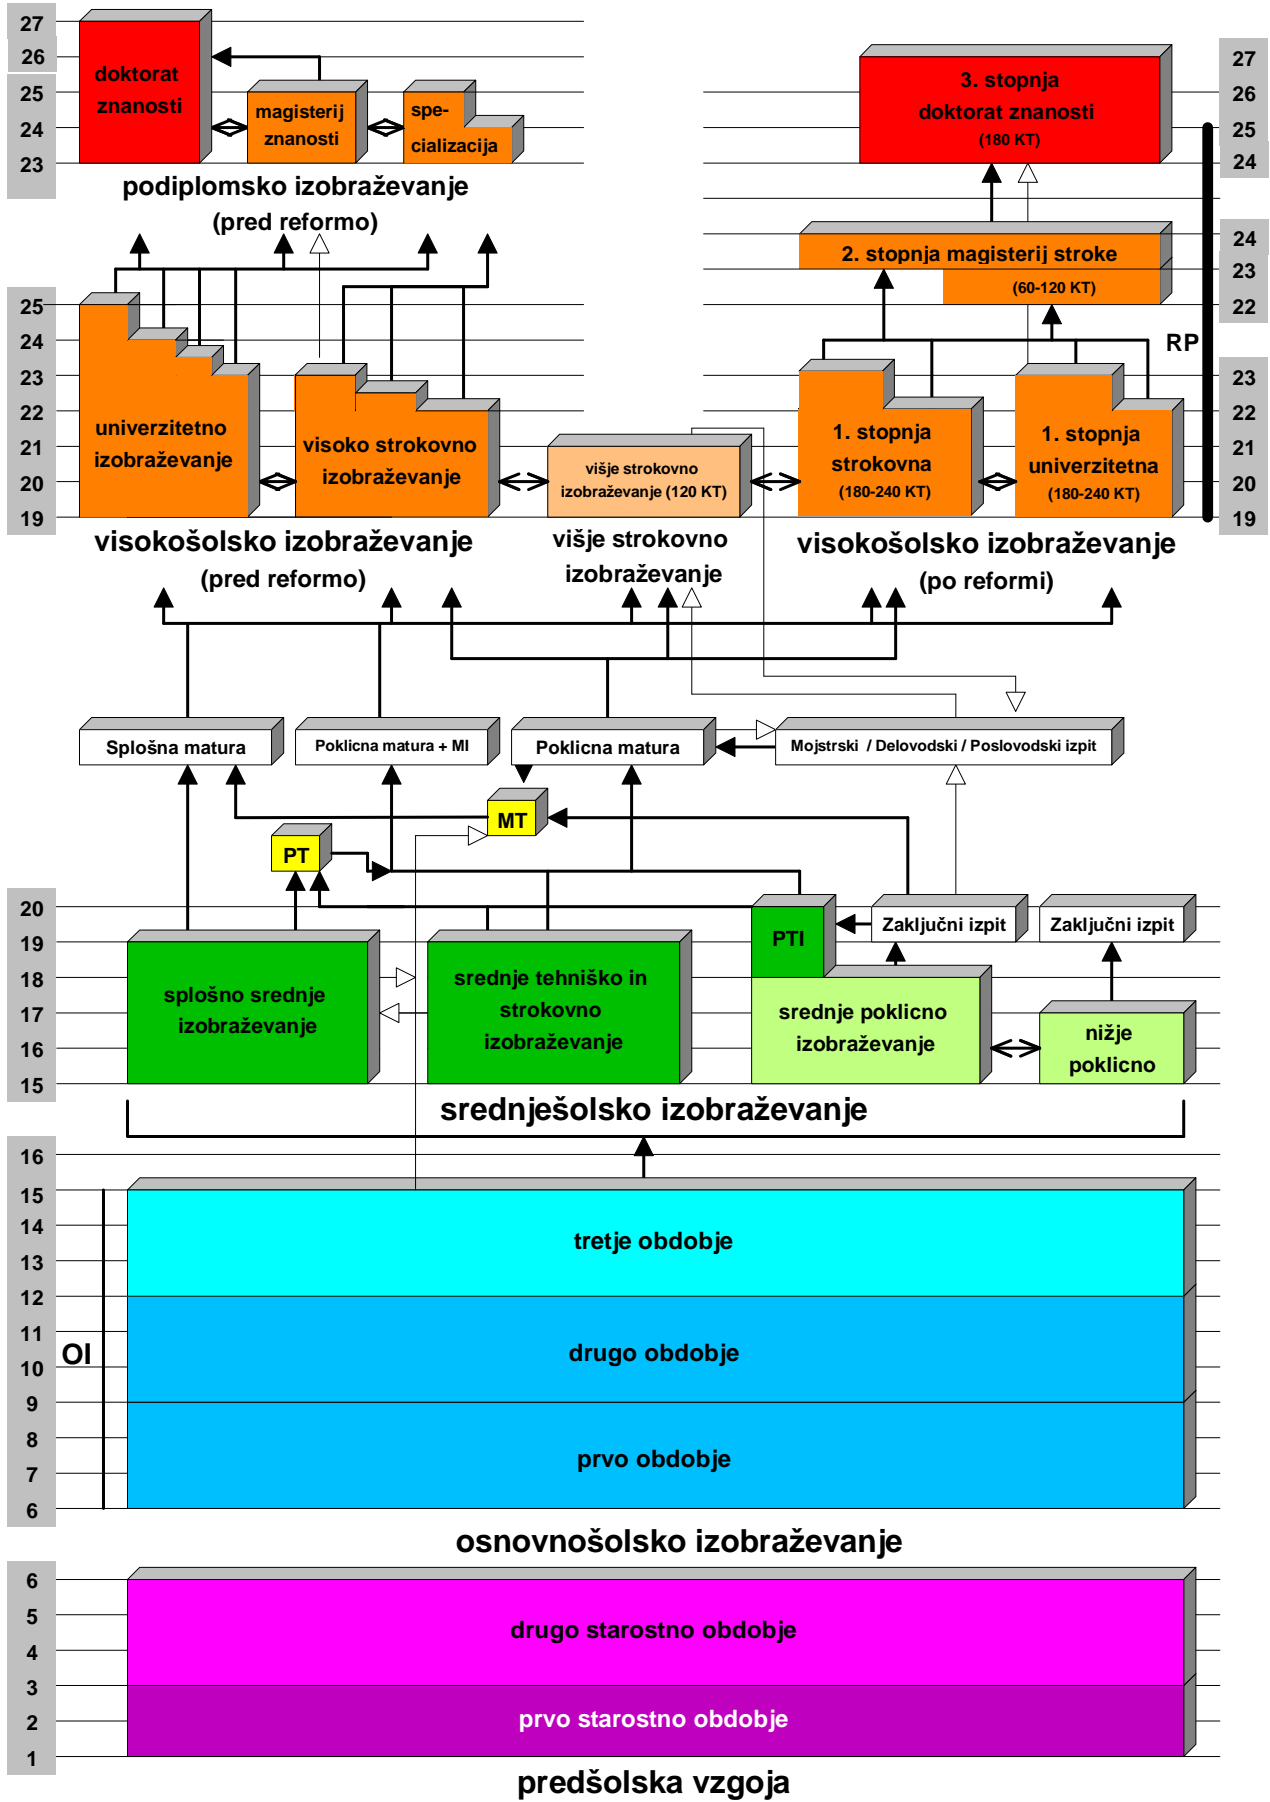 27
26
25
24
23
doktorat
znanosti
magisterij
znanosti
spe-
cializacija
podiplomsko izobraževanje
(pred reformo)
3. stopnja
doktorat znanosti
(180 KT)
27
26
25
24
2. stopnja magisterij stroke
(60-120 KT)
24
23
22
RP
25
24
23
22
21
20
19
univerzitetno
izobraževanje
visoko strokovno
izobraževanje
višje strokovno
izobraževanje (120 KT)
1. stopnja
strokovna
(180-240 KT)
1. stopnja
univerzitetna
(180-240 KT)
23
22
21
20
19
visokošolsko izobraževanje
(pred reformo)
višje strokovno
izobraževanje
visokošolsko izobraževanje
(po reformi)
Splošna matura
Poklicna matura + MI
Poklicna matura
Mojstrski / Delovodski / Poslovodski izpit
MT
PT
20
19
18
17
16
15
PTI
Zaključni izpit
Zaključni izpit
splošno srednje
izobraževanje
srednje tehniško in
strokovno
izobraževanje
srednje poklicno
izobraževanje
nižje
poklicno
srednješolsko izobraževanje
16
15
14
13
12
11
10
9
8
7
6
OI
tretje obdobje
drugo obdobje
prvo obdobje
osnovnošolsko izobraževanje
6
5
4
3
2
1
drugo starostno obdobje
prvo starostno obdobje
predšolska vzgoja